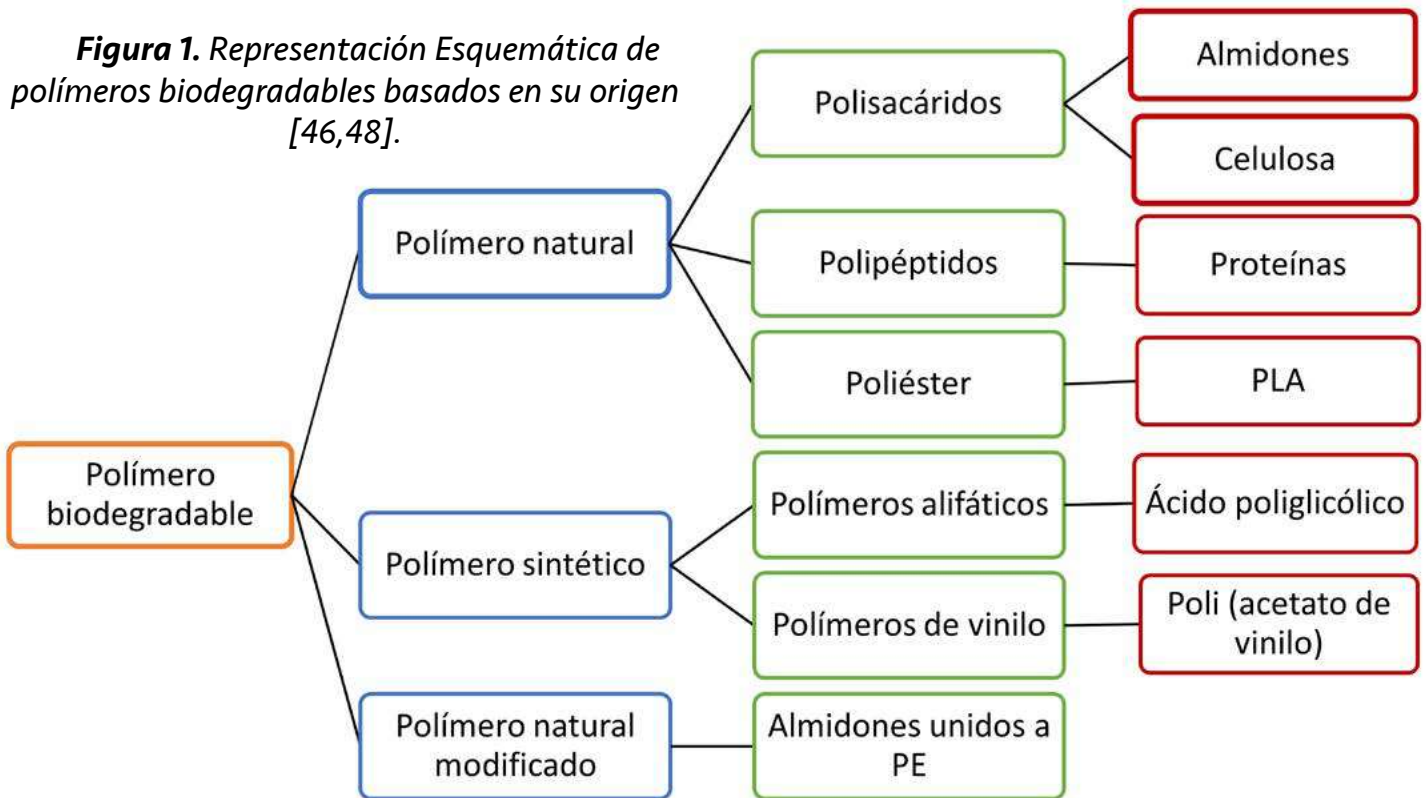 Figura 1. Representación Esquemática de
polímeros biodegradables basados en su origen
[46,48].
Polímero
biodegradable
Polímero natural
Polisacáridos
Almidones
Celulosa
Polipéptidos
Proteínas
Poliéster
PLA
Polímero sintético
Polímeros alifáticos
Ácido poliglicólico
Polímeros de vinilo
Poli (acetato de
vinilo)
Polímero natural
modificado
Almidones unidos a
PE